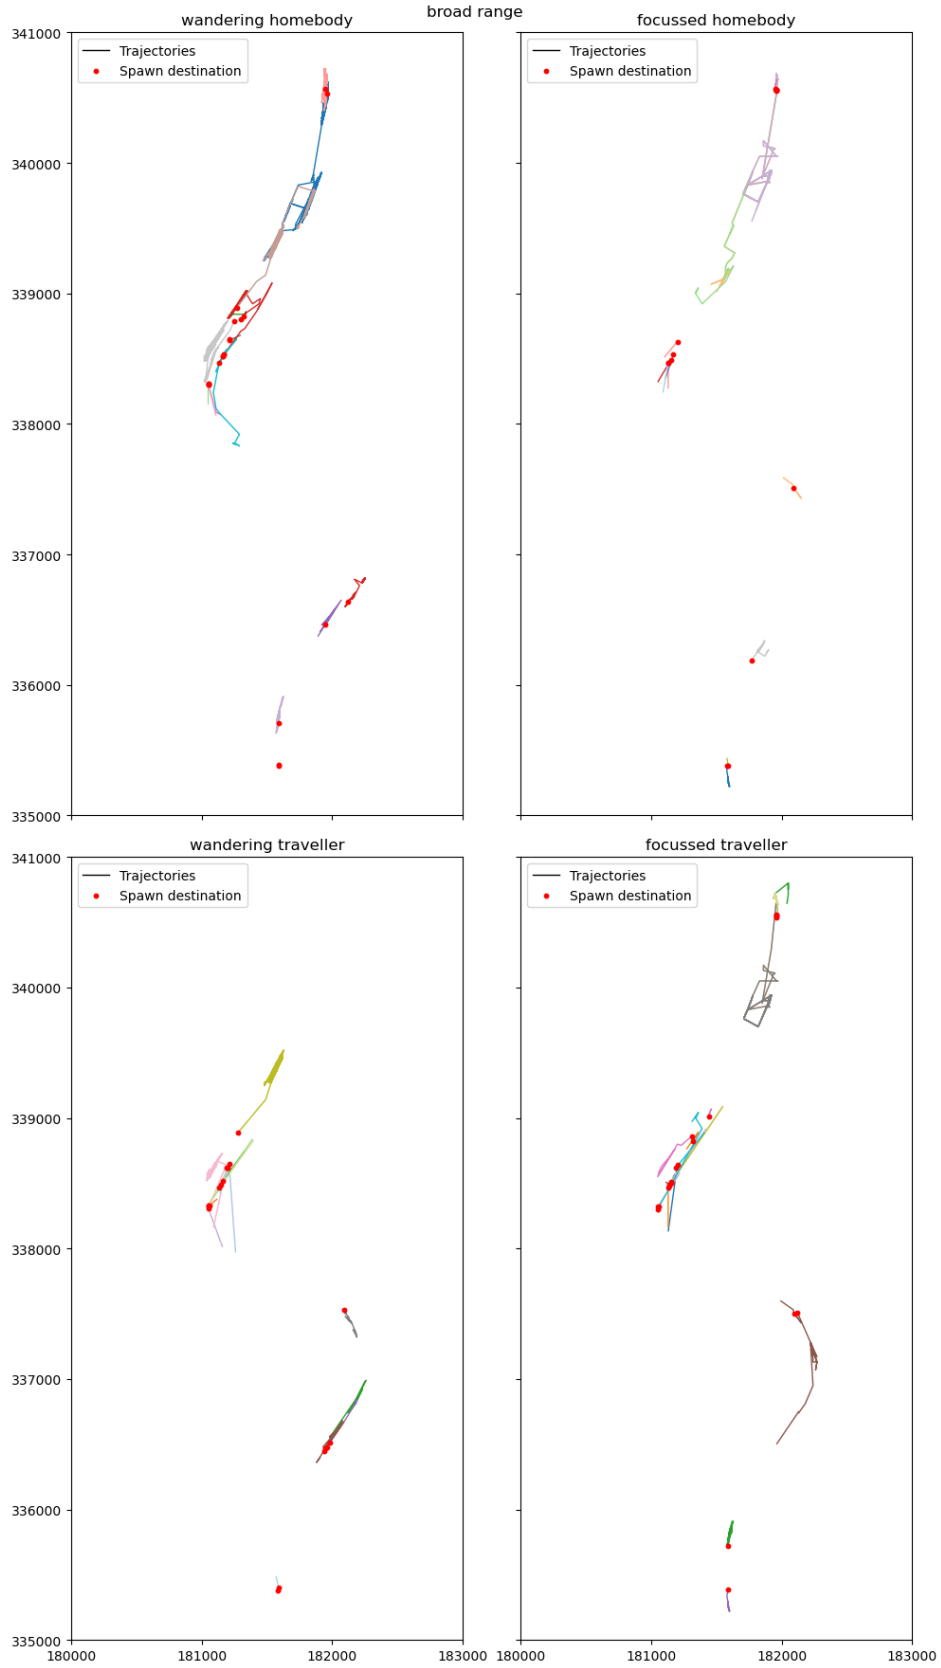 broad range
wandering homebody
focussed homebody
341000
340000
339000
338000
337000
336000
335000
Trajectories
Spawn destination
Trajectories
Spawn destination
wandering traveller
focussed traveller
341000
340000
339000
338000
337000
336000
335000
Trajectories
Spawn destination
Trajectories
Spawn destination
180000
181000
182000
183000
180000
181000
182000
183000